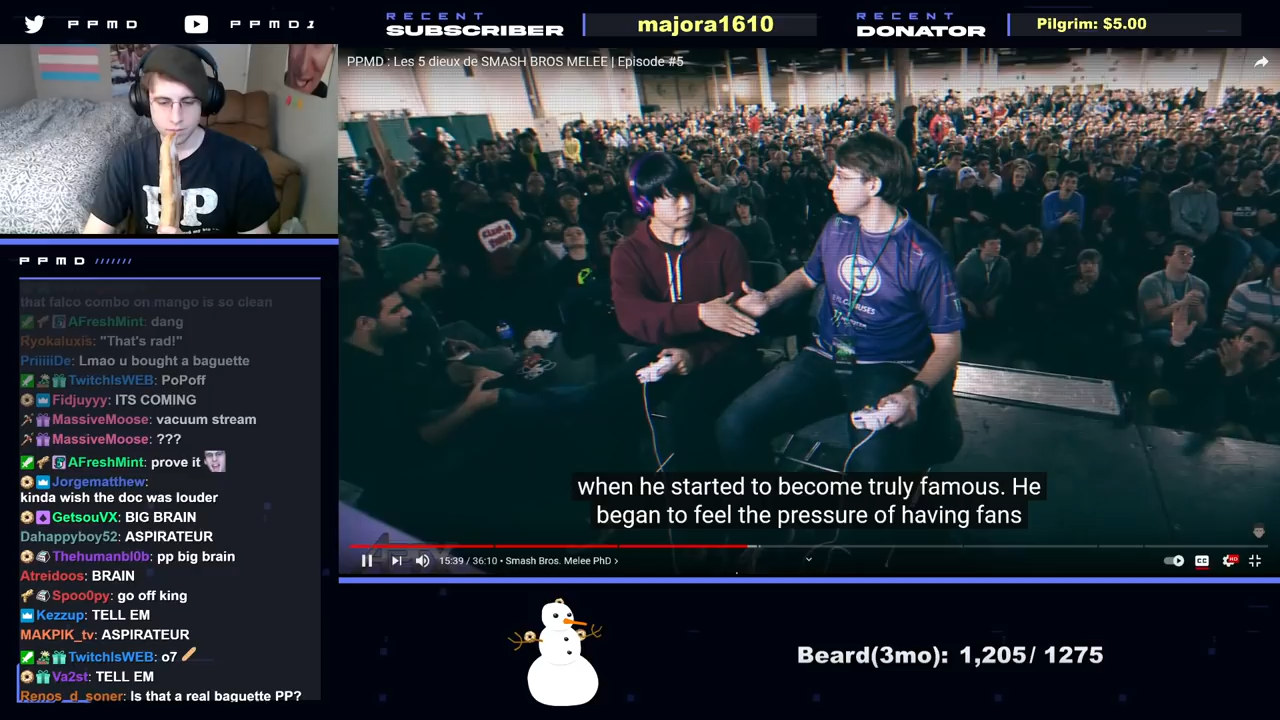 PPMD
PPMD1
RECENT
SUBSCRIBER
majora1610
RECENT
DONATOR
Pilgrim: $5.00
PPMD : Les 5 dieux de SMASH BROS MELEE | Episode #5
PP
PPMD
that falco combo on mango is so clean
AFreshMint: dang
Ryokaluxis: "That's rad!"
PriiiiiDe: Lmao u bought a baguette
TwitchIsWEB: PoPoff
Fidjuyyy: ITS COMING
MassiveMoose: vacuum stream
MassiveMoose: ???
AFreshMint: prove it
Jorgematthew:
kinda wish the doc was louder
GetsouVX: BIG BRAIN
Dahappyboy52: ASPIRATEUR
Thehumanbl0b: pp big brain
Atreidoos: BRAIN
Spoo0py: go off king
Kezzup: TELL EM
MAKPIK_tv: ASPIRATEUR
TwitchIsWEB: o7
Va2st: TELL EM
Renos_d_soner: Is that a real baguette PP?
when he started to become truly famous. He
began to feel the pressure of having fans
15:39 / 36:10 • Smash Bros. Melee PhD ›
CC
HD
Beard(3mo): 1,205/ 1275